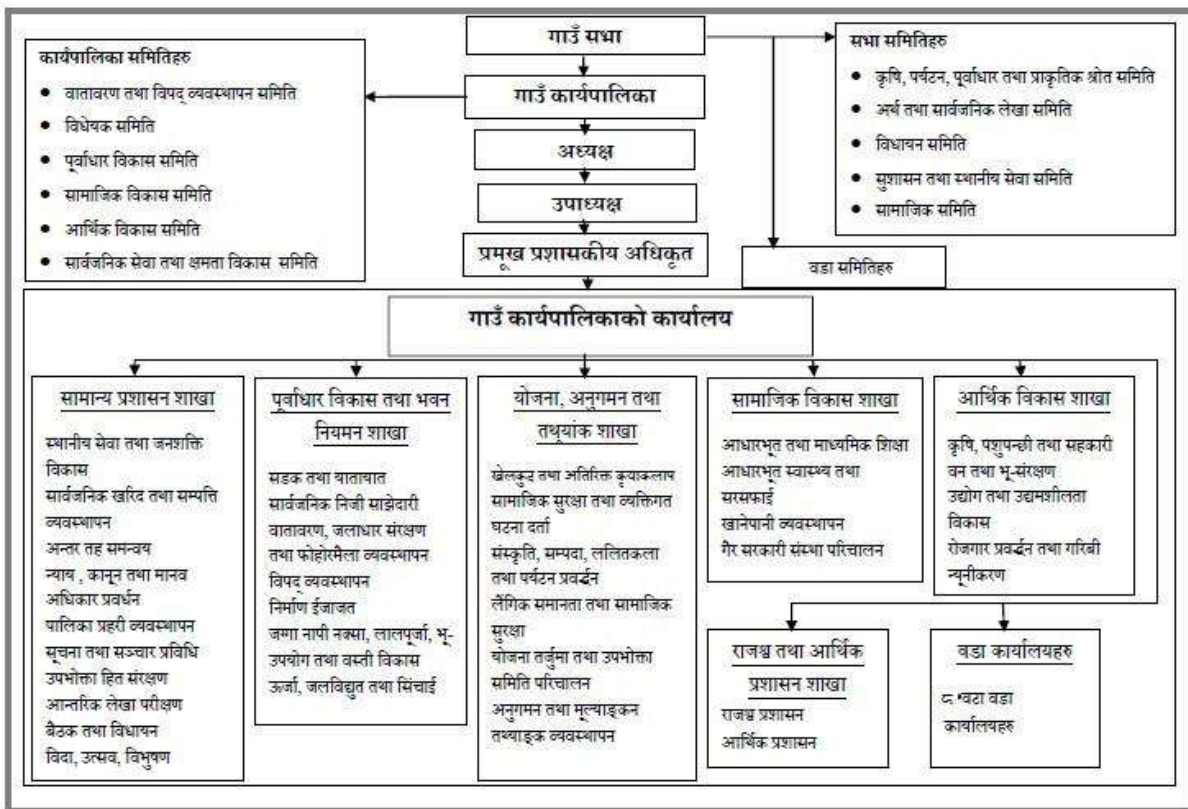 गाउँ सभा
गाउँ कार्यपालिका
अध्यक्ष
उपाध्यक्ष
प्रमूख प्रशासकीय अधिकृत
कार्यपालिका समितिहरु
वातावरण तथा विपद् व्यवस्थापन समिति
विधेयक समिति
पूर्वाधार विकास समिति
सामाजिक विकास समिति
आर्थिक विकास समिति
सार्वजनिक सेवा तथा क्षमता विकास समिति
सभा समितिहरु
कृषि, पर्यटन, पूर्वाधार तथा प्राकृतिक श्रोत समिति
अर्थ तथा सार्वजनिक लेखा समिति
विधायन समिति
सुशासन तथा स्थानीय सेवा समिति
सामाजिक समिति
वडा समितिहरु
गाउँ कार्यपालिकाको कार्यालय
सामान्य प्रशासन शाखा
स्थानीय सेवा तथा जनशक्ति
विकास
सार्वजनिक खरिद तथा सम्पत्ति
व्यवस्थापन
अन्तर तह समन्वय
न्याय , कानून तथा मानव
अधिकार प्रवर्धन
पालिका प्रहरी व्यवस्थापन
सूचना तथा सञ्चार प्रविधि
उपभोक्ता हित संरक्षण
आन्तरिक लेखा परीक्षण
बैठक तथा विधायन
विदा, उत्सव, विभुषण
पूर्वाधार विकास तथा भवन
नियमन शाखा
सडक तथा यातायात
सार्वजनिक निजी साझेदारी
वातावरण, जलाधार संरक्षण
तथा फोहोरमैला व्यवस्थापन
विपद् व्यवस्थापन
निर्माण ईजाजत
जग्गा नापी नक्सा, लालपूर्जा, भू-
उपयोग तथा वस्ती विकास
ऊर्जा, जलविद्युत तथा सिंचाई
योजना, अनुगमन तथा
तथ्यांक शाखा
खेलकुद तथा अतिरिक्त कृयाकलाप
सामाजिक सुरक्षा तथा व्यक्तिगत
घटना दर्ता
संस्कृति, सम्पदा, ललितकला
तथा पर्यटन प्रवर्द्धन
लैंगिक समानता तथा सामाजिक
सुरक्षा
योजना तर्जुमा तथा उपभोक्ता
समिति परिचालन
अनुगमन तथा मूल्याङ्कन
तथ्याङ्क व्यवस्थापन
सामाजिक विकास शाखा
आधारभूत तथा माध्यमिक शिक्षा
आधारभूत स्वास्थ्य तथा
सरसफाई
खानेपानी व्यवस्थापन
गैर सरकारी संस्था परिचालन
आर्थिक विकास शाखा
कृषि, पशुपन्छी तथा सहकारी
वन तथा भू-संरक्षण
उद्योग तथा उद्यमशीलता
विकास
रोजगार प्रवर्द्धन तथा गरिबी
न्यूनीकरण
राजश्व तथा आर्थिक
प्रशासन शाखा
राजश्व प्रशासन
आर्थिक प्रशासन
वडा कार्यालयहरु
८ वटा वडा
कार्यालयहरु